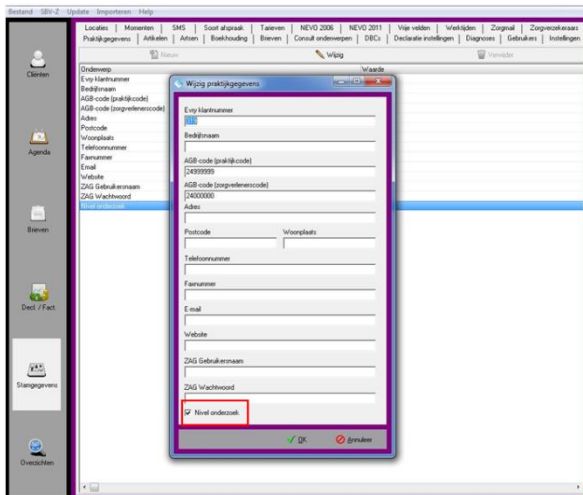 Bestand SBV-Z Update Importeren Help
Locaties Momenten SMS Soort afspraak Tarieven NEVO 2006 NEVO 2011 Vrije velden Werktijden Zorgmail Zorgverzekeraars
Praktijkgegevens Artikelen Artsen Boekhouding Brieven Consult onderwerpen DBCs Declaratie instellingen Diagnoses Gebruikers Instellingen
Nieuw Wijzig Verwijder
Onderwerp Waarde
Evry klantnummer
Bedrijfsnaam
AGB-code (praktijkcode)
AGB-code (zorgverlenerscode)
Adres
Postcode
Woonplaats
Telefoonnummer
Faxnummer
Email
Website
ZAG Gebruikersnaam
ZAG Wachtwoord
Nivel onderzoek
Cliënten
Agenda
Brieven
Decl. / Fact.
Stamgegevens
Overzichten
Wijzig praktijkgegevens
Evry klantnummer
Bedrijfsnaam
AGB-code (praktijkcode)
24999999
AGB-code (zorgverlenerscode)
24000000
Adres
Postcode Woonplaats
Telefoonnummer
Faxnummer
E-mail
Website
ZAG Gebruikersnaam
ZAG Wachtwoord
Nivel onderzoek
OK Annuleer